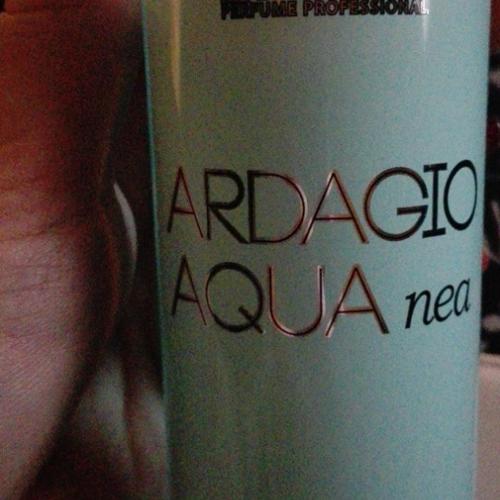 PERFUME PROFESSIONAL
ARDAGIO
AQUA nea